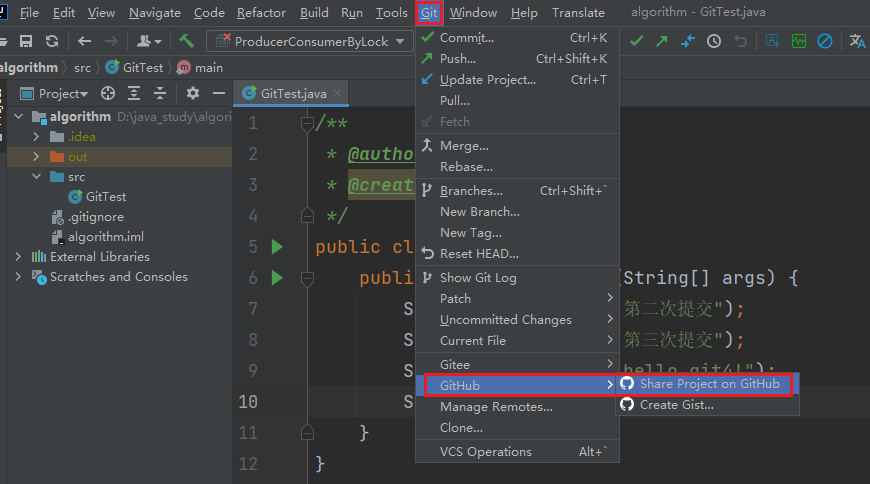 File Edit View Navigate Code Refactor Build Run Tools Git Window Help Translate algorithm - GitTest.java
ProducerConsumerByLock
algorithm src GitTest main
Project
GitTest.java
algorithm D:\java_study\algori
.idea
out
src
GitTest
.gitignore
algorithm.iml
External Libraries
Scratches and Consoles
1 /**
2 * @autho
3 * @creat
4 */
5 public cl
6 publi (String[] args) {
7 S 第二次提交");
8 S 第三次提交");
9 S hello git4!");
10 S
11 }
12 }
Commit... Ctrl+K
Push... Ctrl+Shift+K
Update Project... Ctrl+T
Pull...
Fetch
Merge...
Rebase...
Branches... Ctrl+Shift+`
New Branch...
New Tag...
Reset HEAD...
Show Git Log
Patch
Uncommitted Changes
Current File
Gitee
GitHub
Manage Remotes...
Clone...
VCS Operations Alt+`
Share Project on GitHub
Create Gist...